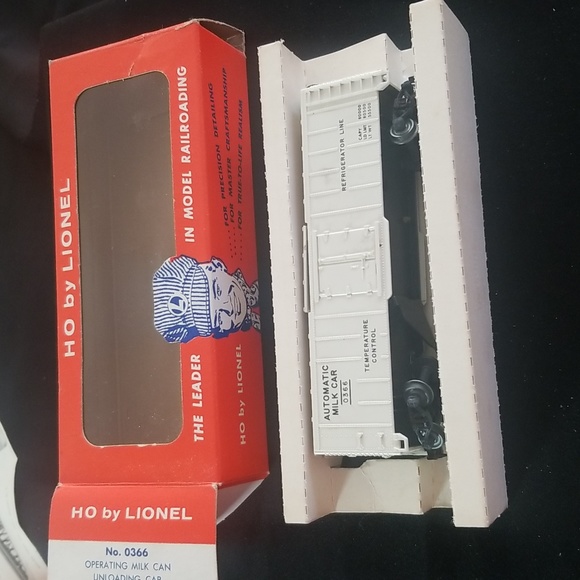 HO by LIONEL
THE LEADER IN MODEL RAILROADING
FOR PRECISION DETAILING
FOR MASTER CRAFTSMANSHIP
FOR TRUE-TO-LIFE REALISM
L
HO by LIONEL
HO by LIONEL
No. 0366
OPERATING MILK CAN
UNLOADING CAR
AUTOMATIC
MILK CAR
0366
TEMPERATURE
CONTROL
REFRIGERATOR LINE